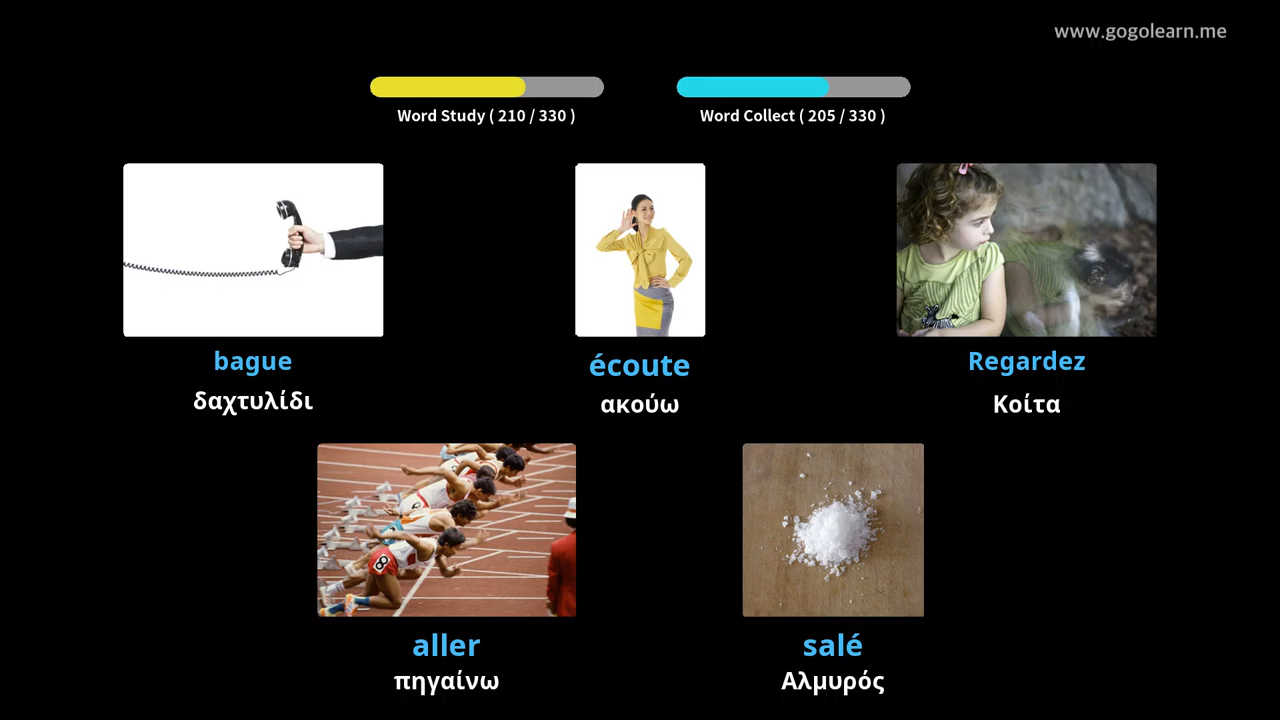 www.gogolearn.me
Word Study ( 210 / 330 )
Word Collect ( 205 / 330 )
bague
δαχτυλίδι
écoute
ακούω
Regardez
Κοίτα
aller
πηγαίνω
salé
Αλμυρός